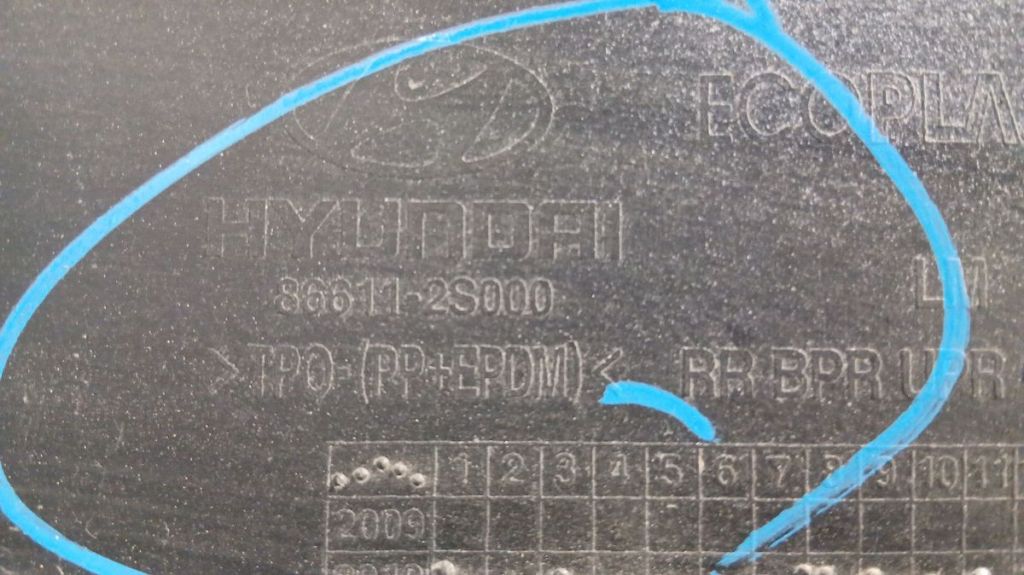 ECOPLA
HYUNDAI
86611-2S000
LM
>TPO-(PP+EPDM)<
RR BPR UPR
1 2 3 4 5 6 7 8 9 10 11
2009
2010